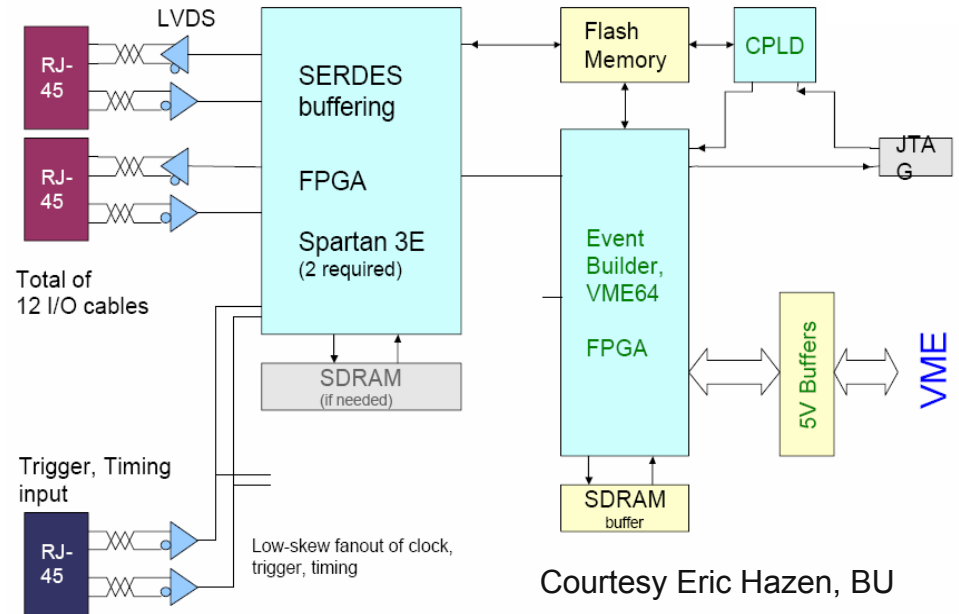 LVDS
RJ-
45
RJ-
45
Total of
12 I/O cables
SERDES
buffering
FPGA
Spartan 3E
(2 required)
SDRAM
(if needed)
Flash
Memory
CPLD
JTA
G
Event
Builder,
VME64
FPGA
5V Buffers
VME
SDRAM
buffer
Trigger, Timing
input
RJ-
45
Low-skew fanout of clock,
trigger, timing
Courtesy Eric Hazen, BU